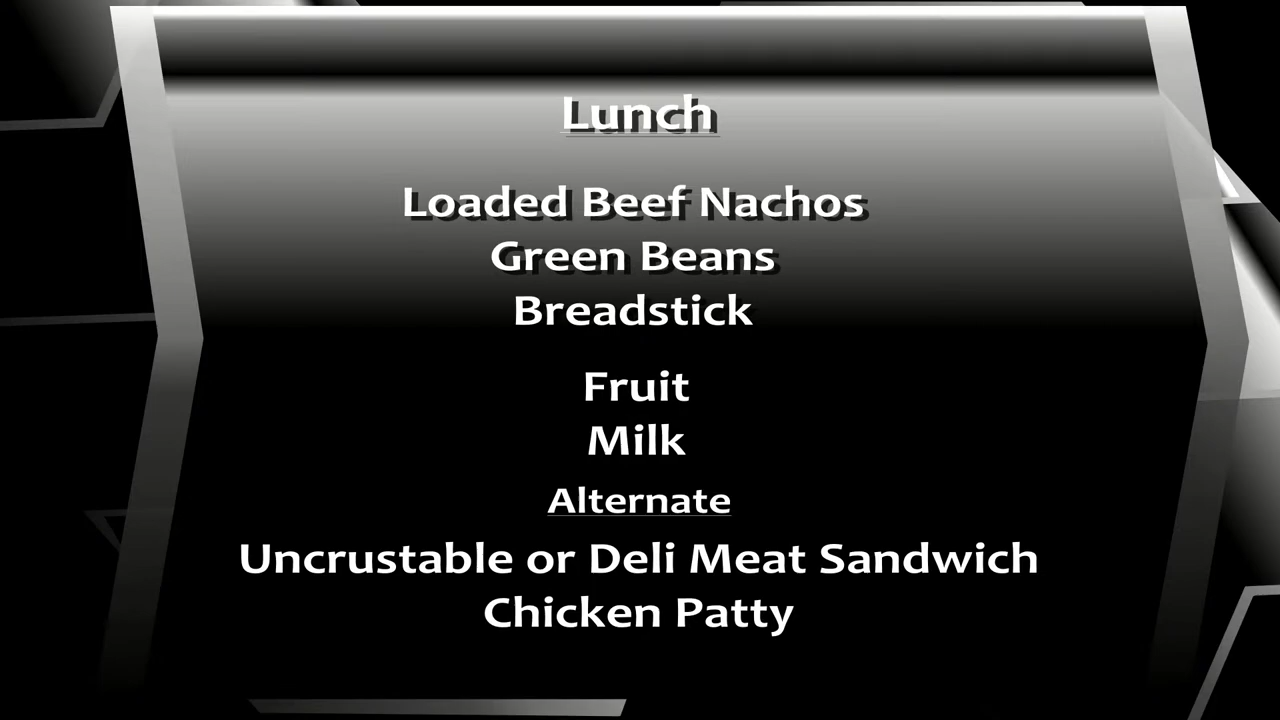 Lunch
Loaded Beef Nachos
Green Beans
Breadstick
Fruit
Milk
Alternate
Uncrustable or Deli Meat Sandwich
Chicken Patty